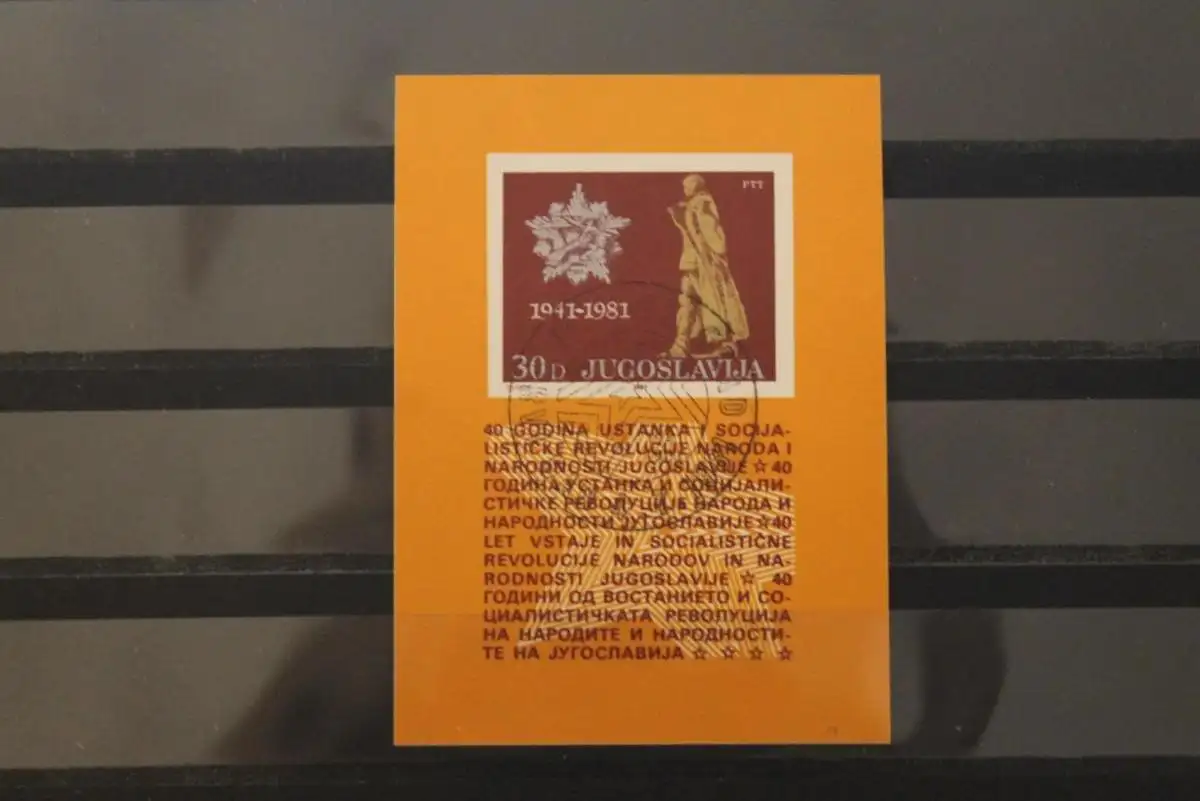 PTT
1941-1981
30D JUGOSLAVIJA
40 GODINA USTANKA I SOCIJA-
LISTIČKE REVOLUCIJE NARODA I
NARODNOSTI JUGOSLAVIJE ☆ 40
ГОДИНА УСТАНКА И СОЦИЈАЛИ-
СТИЧКЕ РЕВОЛУЦИЈЕ НАРОДА И
НАРОДНОСТИ ЈУГОСЛАВИЈЕ ☆ 40
LET VSTAJE IN SOCIALISTIČNE
REVOLUCIJE NARODOV IN NA-
RODNOSTI JUGOSLAVIJE ☆ 40
ГОДИНИ ОД ВОСТАНИЕТО И СО-
ЦИЈАЛИСТИЧКАТА РЕВОЛУЦИЈА
НА НАРОДИТЕ И НАРОДНОСТИ-
ТЕ НА ЈУГОСЛАВИЈА ☆ ☆ ☆ ☆